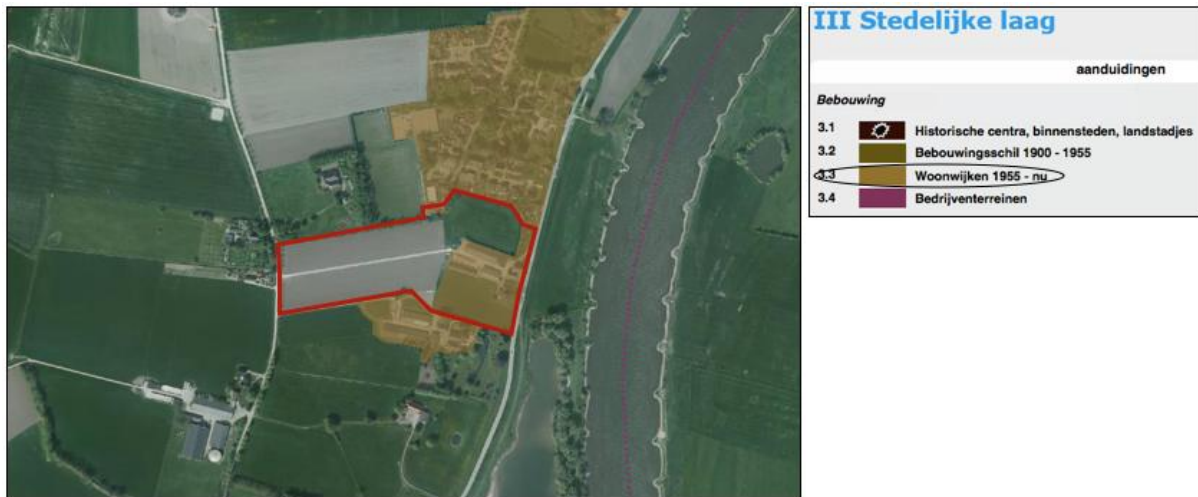 III Stedelijke laag
aanduidingen
Bebouwing
3.1 Historische centra, binnensteden, landstadjes
3.2 Bebouwingsschil 1900 - 1955
3.3 Woonwijken 1955 - nu
3.4 Bedrijventerreinen